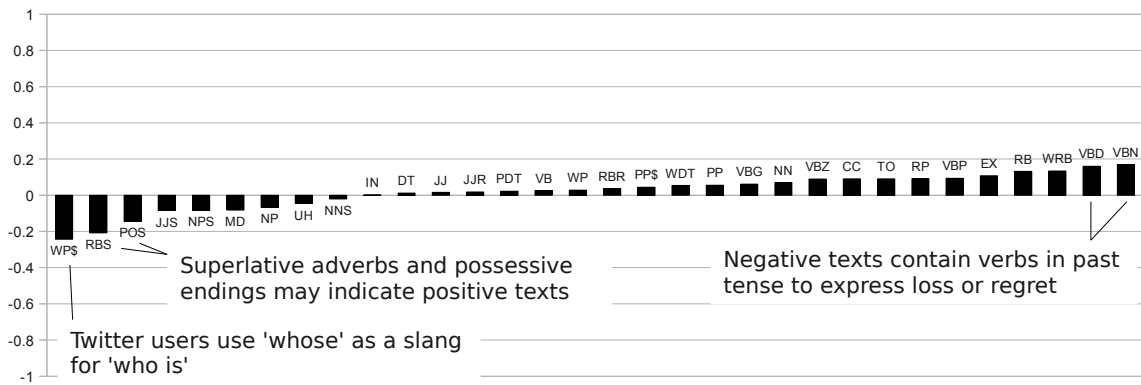 1
0.8
0.6
0.4
0.2
0
-0.2
-0.4
-0.6
-0.8
-1
WP$ RBS POS JJS NPS MD NP UH NNS IN DT JJ JJR PDT VB WP RBR PP$ WDT PP VBG NN VBZ CC TO RP VBP EX RB WRB VBD VBN
Superlative adverbs and possessive
endings may indicate positive texts
Negative texts contain verbs in past
tense to express loss or regret
Twitter users use 'whose' as a slang
for 'who is'